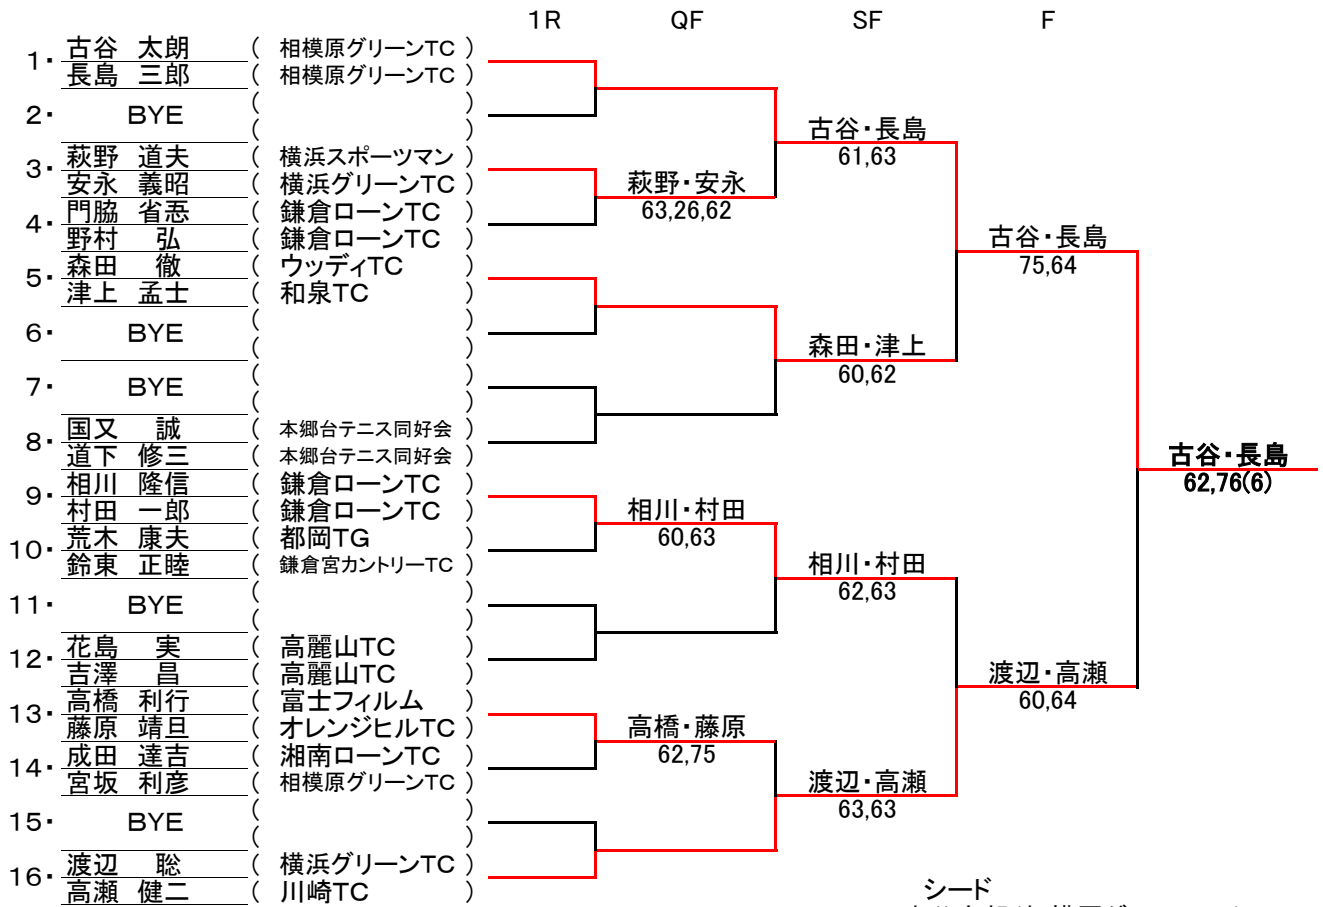 1R QF SF F
1・ 古谷 太朗 ( 相模原グリーンTC )
長島 三郎 ( 相模原グリーンTC )
2・ BYE ( )
( )
古谷・長島
61,63
3・ 萩野 道夫 ( 横浜スポーツマン )
安永 義昭 ( 横浜グリーンTC )
萩野・安永
63,26,62
4・ 門脇 省悉 ( 鎌倉ローンTC )
野村 弘 ( 鎌倉ローンTC )
古谷・長島
75,64
5・ 森田 徹 ( ウッディTC )
津上 孟士 ( 和泉TC )
6・ BYE ( )
( )
森田・津上
60,62
7・ BYE ( )
( )
8・ 国又 誠 ( 本郷台テニス同好会 )
道下 修三 ( 本郷台テニス同好会 )
古谷・長島
62,76(6)
9・ 相川 隆信 ( 鎌倉ローンTC )
村田 一郎 ( 鎌倉ローンTC )
相川・村田
60,63
10・ 荒木 康夫 ( 都岡TG )
鈴東 正睦 ( 鎌倉宮カントリーTC )
相川・村田
62,63
11・ BYE ( )
( )
12・ 花島 実 ( 高麗山TC )
吉澤 昌 ( 高麗山TC )
渡辺・高瀬
60,64
13・ 高橋 利行 ( 富士フィルム )
藤原 靖旦 ( オレンジヒルTC )
高橋・藤原
62,75
14・ 成田 達吉 ( 湘南ローンTC )
宮坂 利彦 ( 相模原グリーンTC )
渡辺・高瀬
63,63
15・ BYE ( )
( )
16・ 渡辺 聡 ( 横浜グリーンTC )
高瀬 健二 ( 川崎TC )
シード